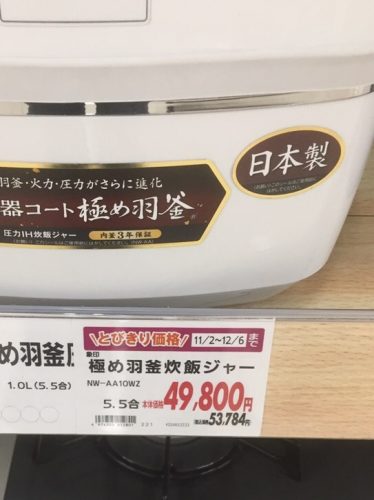 羽釜・火力・圧力がさらに進化
器コート極め羽釜
圧力IH炊飯ジャー
内釜3年保証
日本製
め羽釜
1.0L(5.5合)
とびきり価格
11/2~12/6まで
象印
極め羽釜炊飯ジャー
NW-AA10WZ
5.5合 本体価格 49,800円
税込価格 53,784円
221